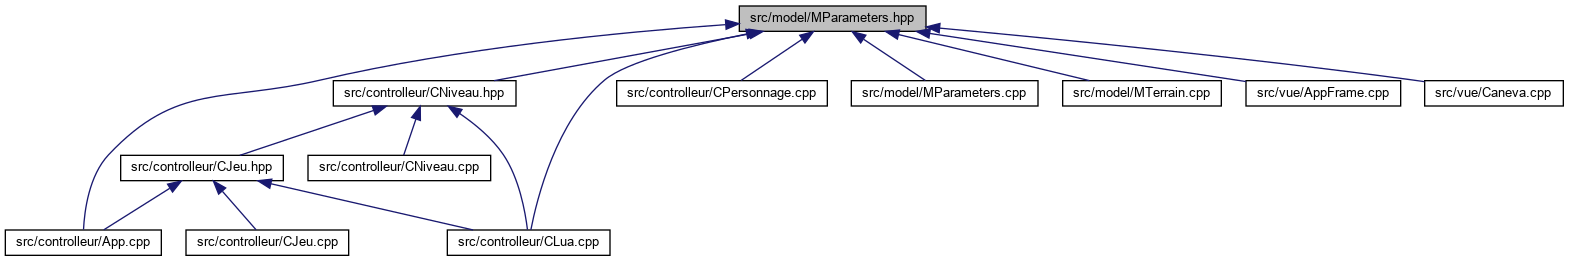 src/model/MParameters.hpp
src/controlleur/CNiveau.hpp
src/controlleur/CPersonnage.cpp
src/model/MParameters.cpp
src/model/MTerrain.cpp
src/vue/AppFrame.cpp
src/vue/Caneva.cpp
src/controlleur/CJeu.hpp
src/controlleur/CNiveau.cpp
src/controlleur/App.cpp
src/controlleur/CJeu.cpp
src/controlleur/CLua.cpp